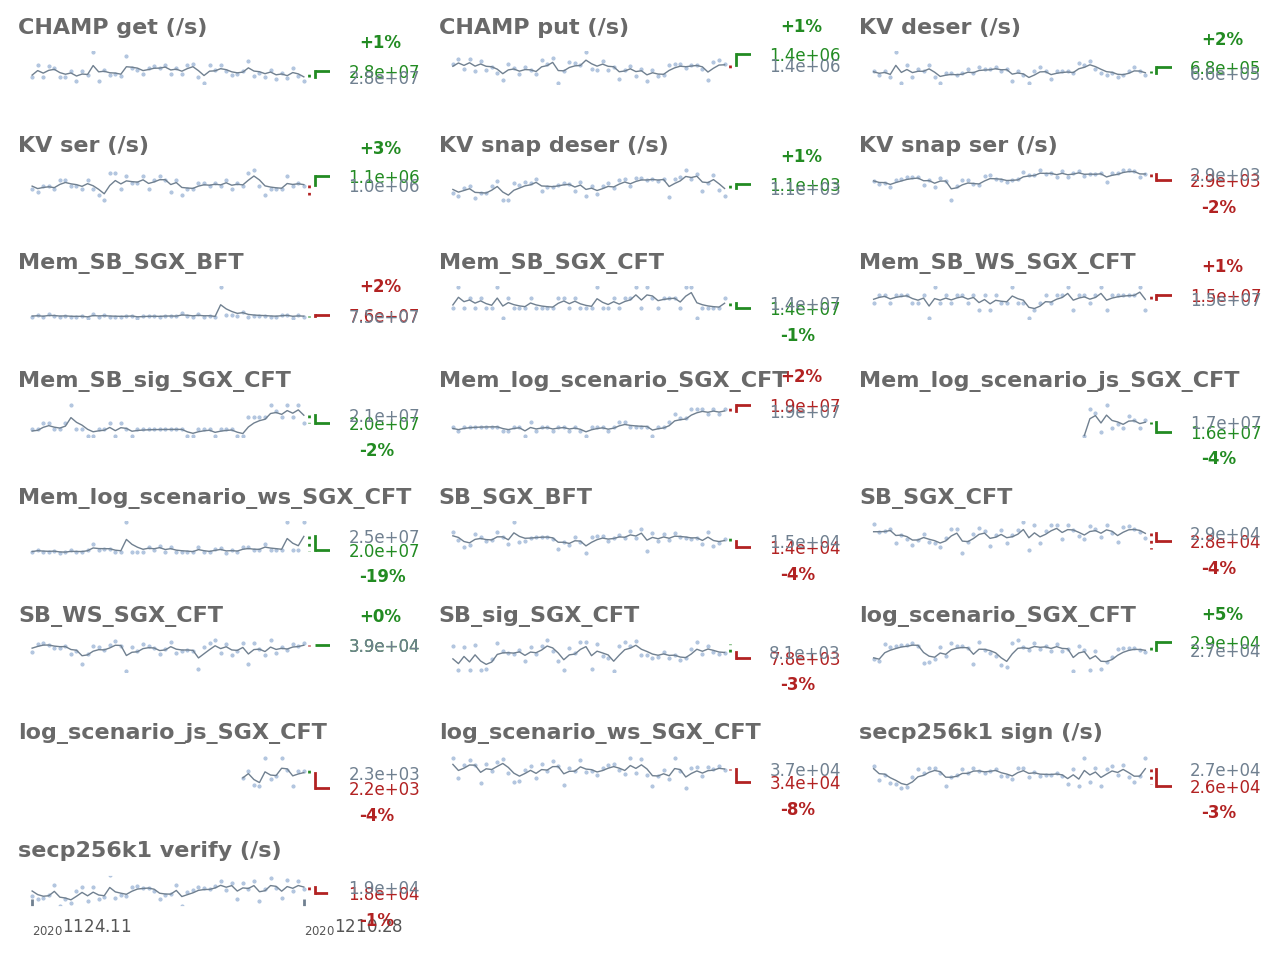 CHAMP get (/s)
+1%
2.8e+07
2.8e+07
CHAMP put (/s)
+1%
1.4e+06
1.4e+06
KV deser (/s)
+2%
6.8e+05
6.6e+05
KV ser (/s)
+3%
1.1e+06
1.0e+06
KV snap deser (/s)
+1%
1.1e+03
1.1e+03
KV snap ser (/s)
2.9e+03
2.9e+03
-2%
Mem_SB_SGX_BFT
+2%
Mem_SB_SGX_CFT
1.4e+07
1.4e+07
-1%
Mem_SB_WS_SGX_CFT
+1%
1.5e+07
1.5e+07
Mem_SB_sig_SGX_CFT
2.1e+07
2.0e+07
-2%
Mem_log_scenario_SGX_CFT
+2%
1.9e+07
1.9e+07
Mem_log_scenario_js_SGX_CFT
1.7e+07
1.6e+07
-4%
Mem_log_scenario_ws_SGX_CFT
2.5e+07
2.0e+07
-19%
SB_SGX_BFT
1.5e+04
1.4e+04
-4%
SB_SGX_CFT
2.9e+04
2.8e+04
-4%
SB_WS_SGX_CFT
+0%
3.9e+04
SB_sig_SGX_CFT
8.1e+03
7.8e+03
-3%
log_scenario_SGX_CFT
+5%
2.9e+04
2.7e+04
log_scenario_js_SGX_CFT
2.3e+03
2.2e+03
-4%
log_scenario_ws_SGX_CFT
3.7e+04
3.4e+04
-8%
secp256k1 sign (/s)
2.7e+04
2.6e+04
-3%
secp256k1 verify (/s)
1.9e+04
1.8e+04
-1%
2020 1124.11
2020 1210.28